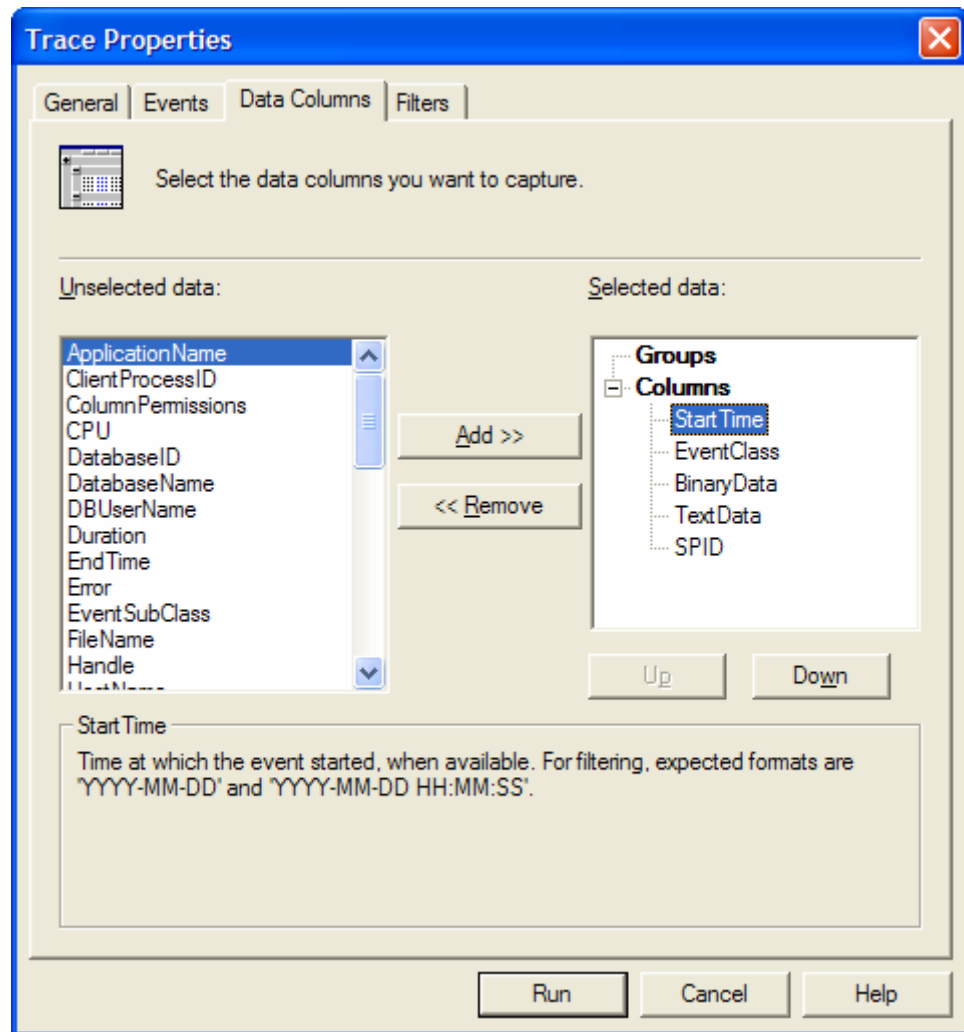 Trace Properties
General Events Data Columns Filters
Select the data columns you want to capture.
Unselected data:
ApplicationName
ClientProcessID
ColumnPermissions
CPU
DatabaseID
DatabaseName
DBUserName
Duration
EndTime
Error
EventSubClass
FileName
Handle
HostName
Add >>
<< Remove
Selected data:
Groups
Columns
StartTime
EventClass
BinaryData
TextData
SPID
Up Down
StartTime
Time at which the event started, when available. For filtering, expected formats are
'YYYY-MM-DD' and 'YYYY-MM-DD HH:MM:SS'.
Run Cancel Help